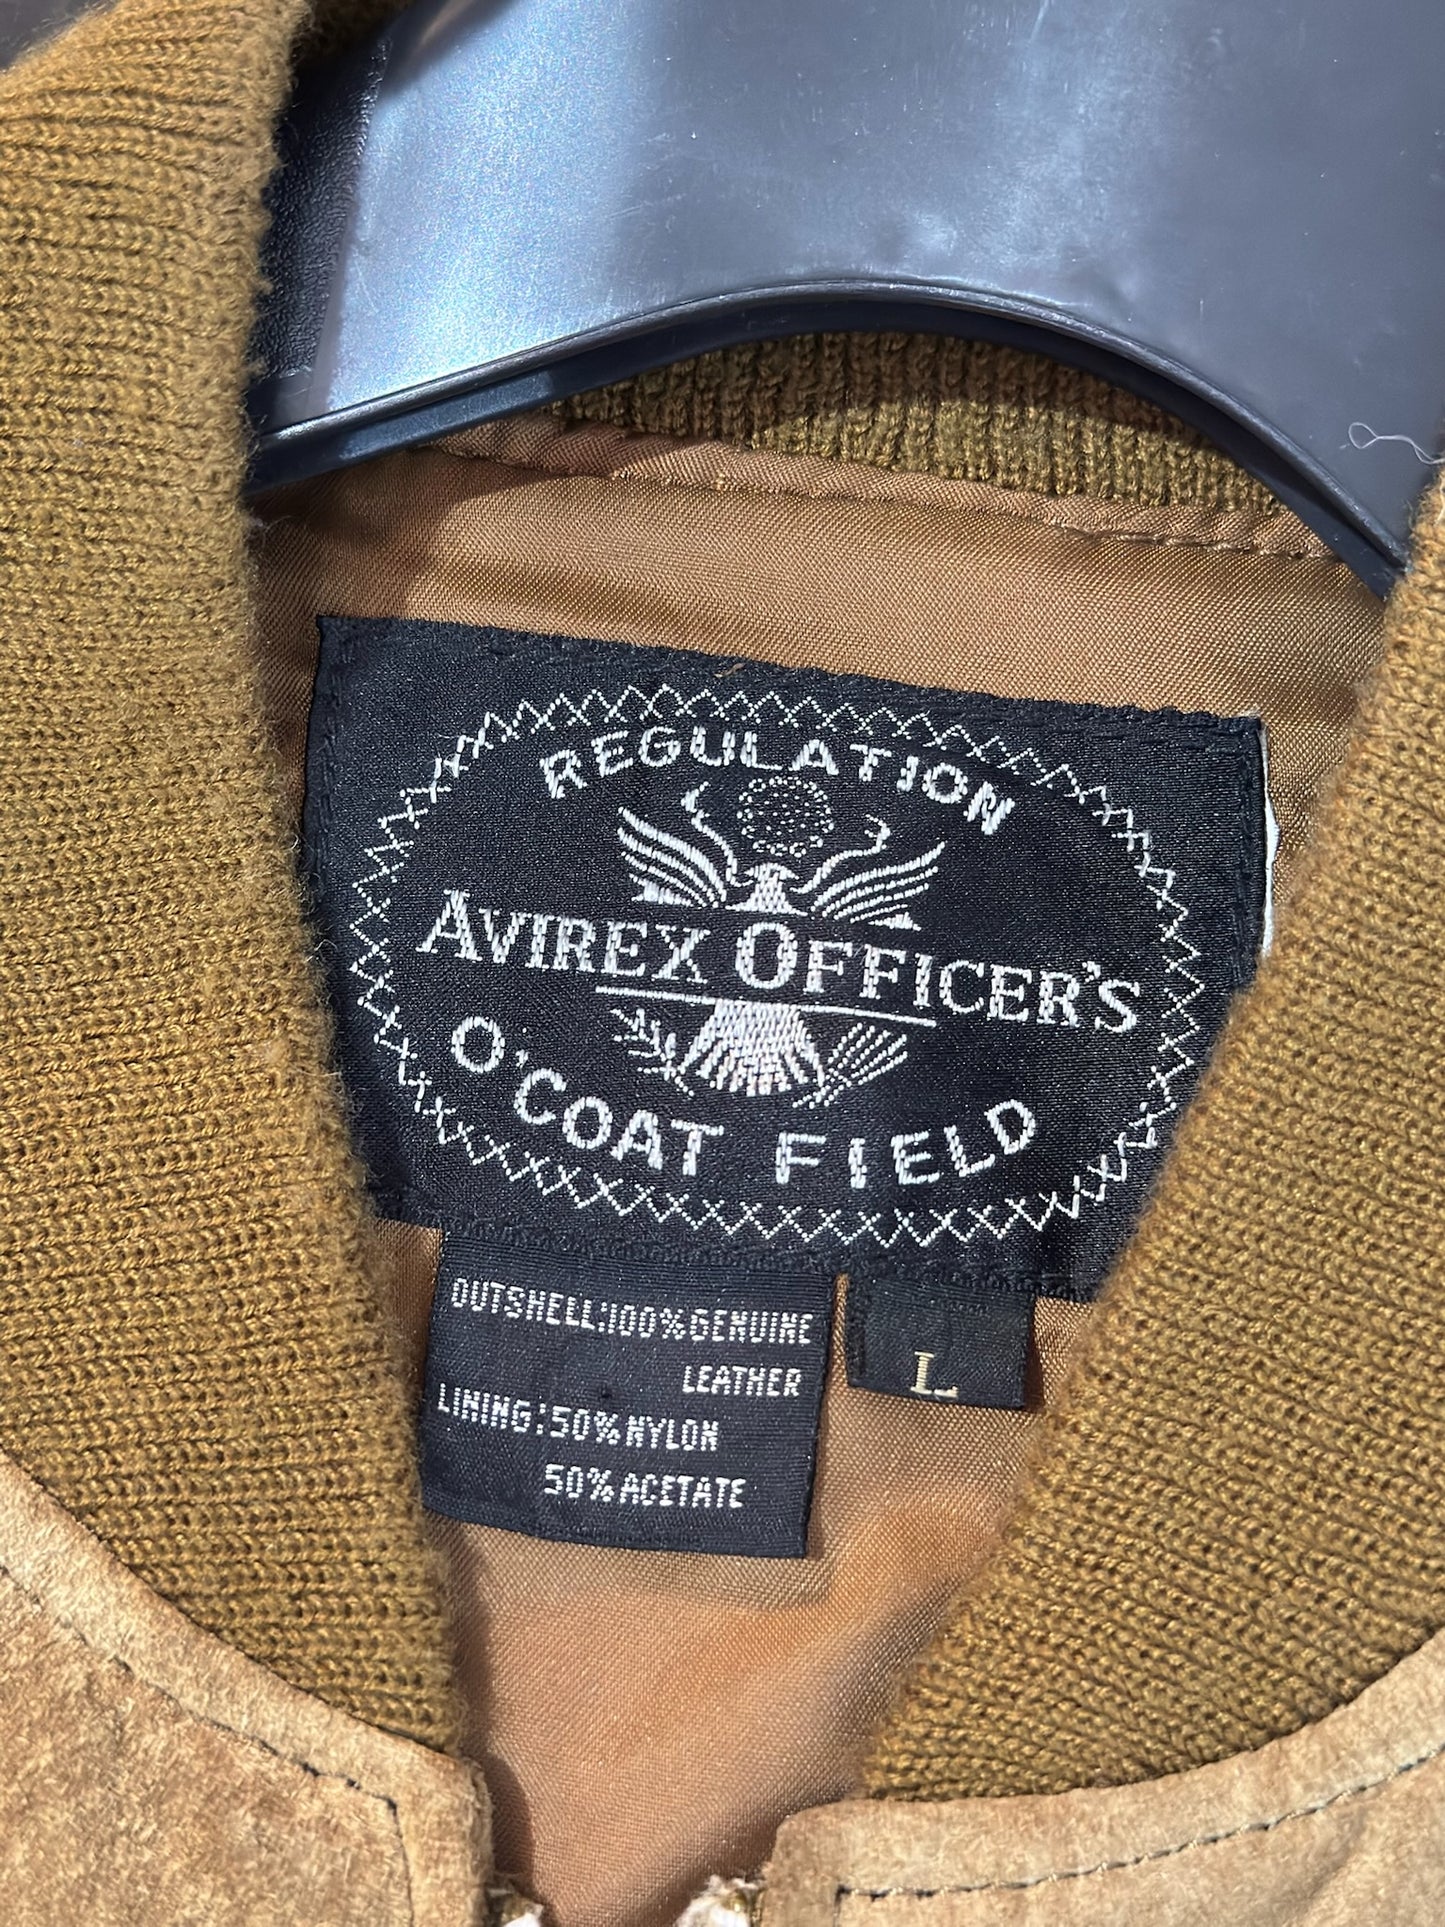 REGULATION
AVIREX OFFICER'S
O'COAT FIELD
OUTSHELL:100%GENUINE
LEATHER
LINING:50%NYLON
50%ACETATE
L